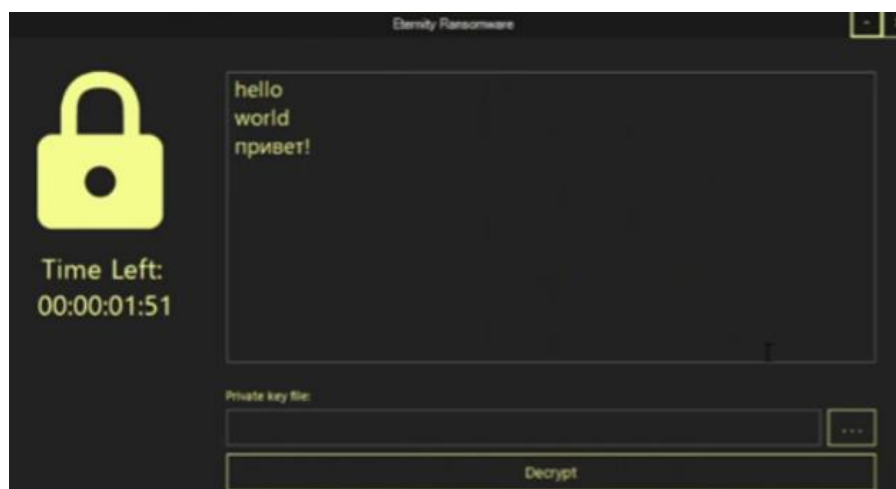 Eternity Ransomware
hello
world
привет!
Time Left:
00:00:01:51
Private key file:
...
Decrypt